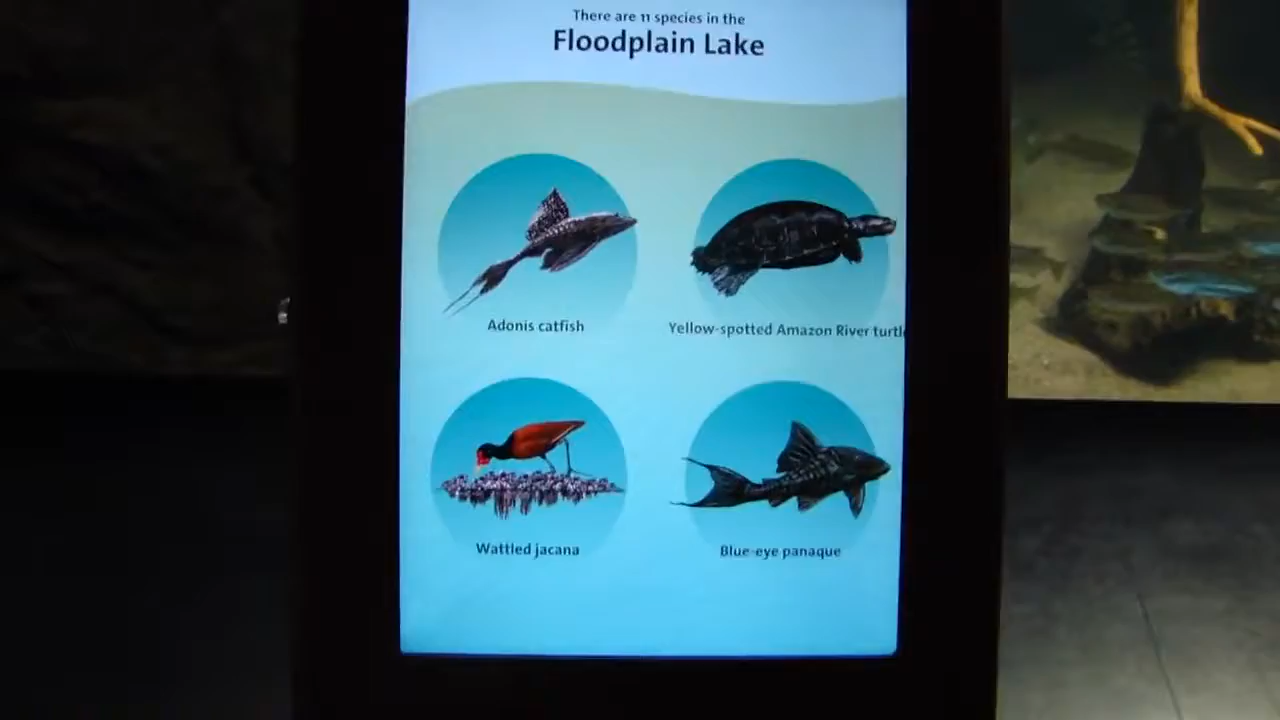 There are 11 species in the
Floodplain Lake
Adonis catfish
Yellow-spotted Amazon River turtle
Wattled jacana
Blue-eye panaque